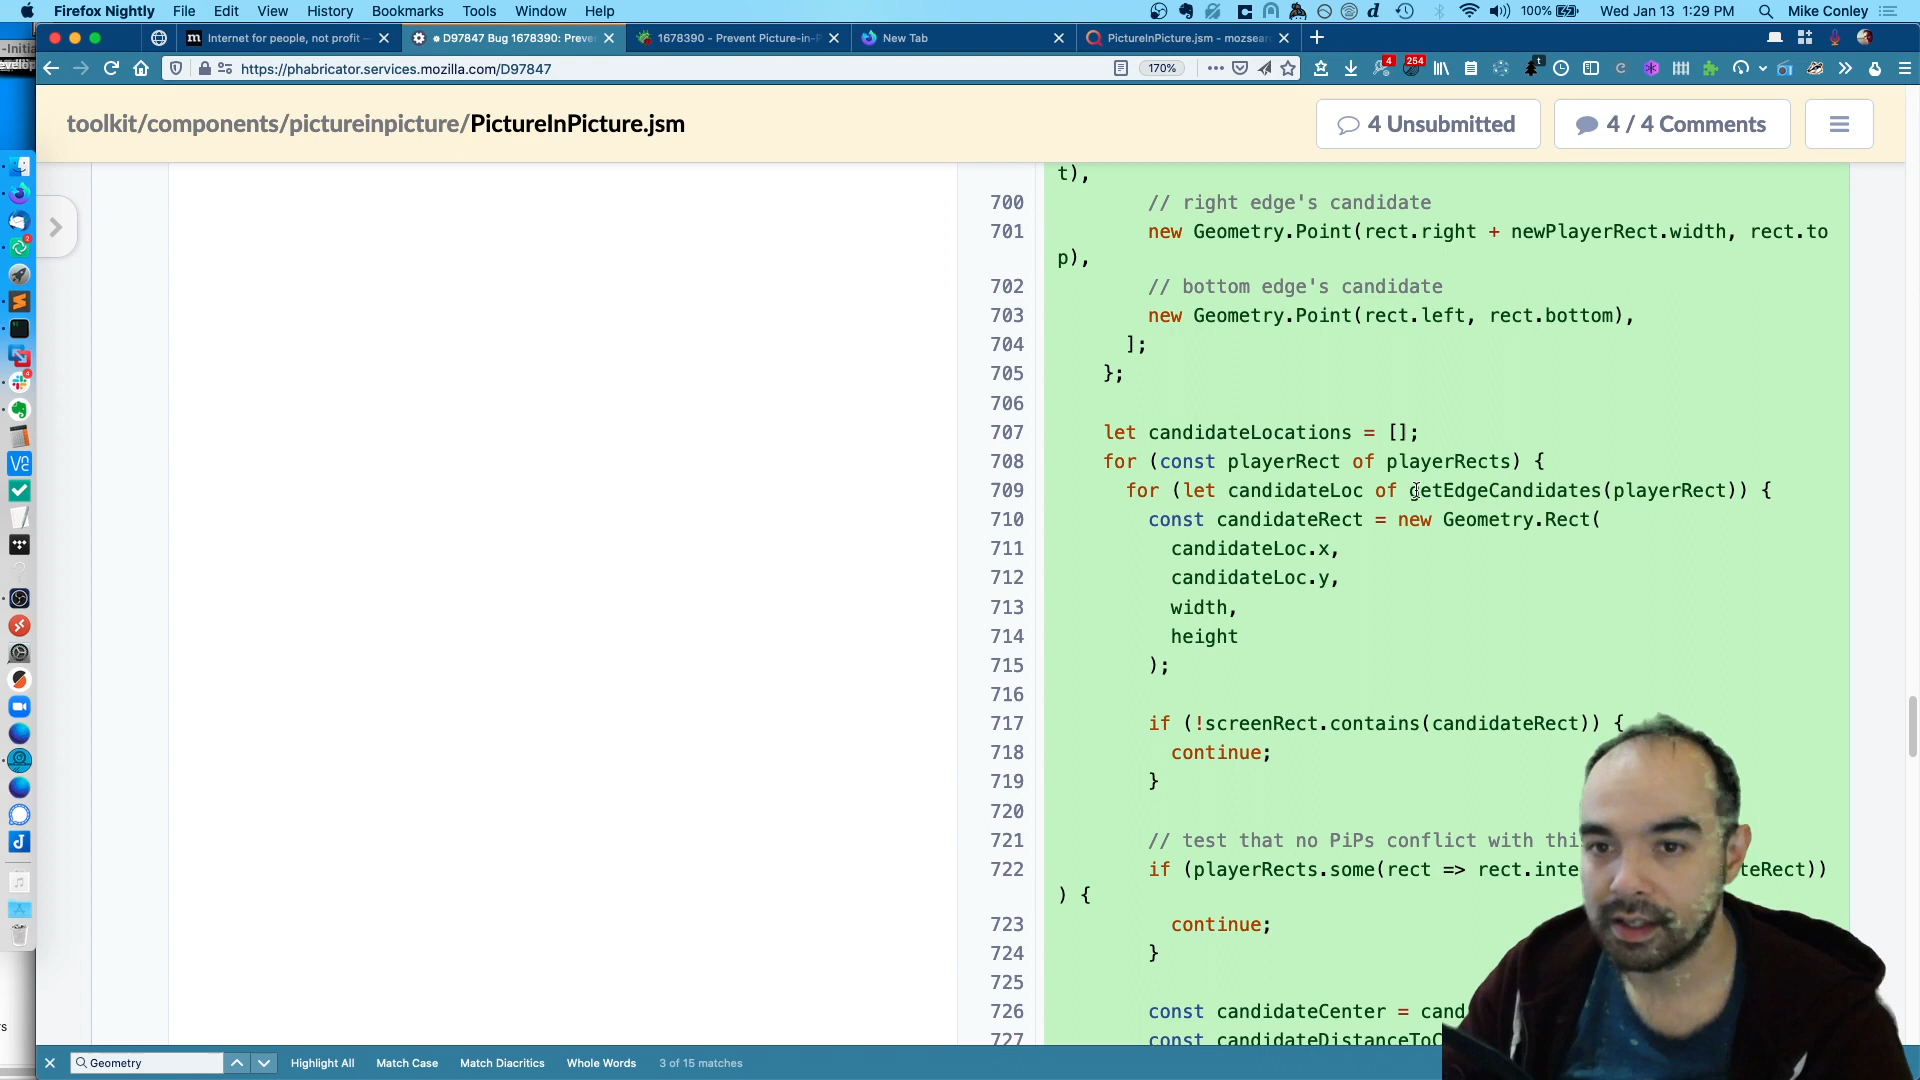 Firefox Nightly File Edit View History Bookmarks Tools Window Help
100% Wed Jan 13 1:29 PM Mike Conley
Internet for people, not profit —
D97847 Bug 1678390: Preve
1678390 - Prevent Picture-in-P
New Tab
PictureInPicture.jsm - mozsear
https://phabricator.services.mozilla.com/D97847
170%
4
254
toolkit/components/pictureinpicture/PictureInPicture.jsm
4 Unsubmitted
4 / 4 Comments
t),
700 // right edge's candidate
701 new Geometry.Point(rect.right + newPlayerRect.width, rect.to
p),
702 // bottom edge's candidate
703 new Geometry.Point(rect.left, rect.bottom),
704 ];
705 };
706
707 let candidateLocations = [];
708 for (const playerRect of playerRects) {
709 for (let candidateLoc of getEdgeCandidates(playerRect)) {
710 const candidateRect = new Geometry.Rect(
711 candidateLoc.x,
712 candidateLoc.y,
713 width,
714 height
715 );
716
717 if (!screenRect.contains(candidateRect)) {
718 continue;
719 }
720
721 // test that no PiPs conflict with thi
722 if (playerRects.some(rect => rect.inte teRect))
) {
723 continue;
724 }
725
726 const candidateCenter = cand
727 const candidateDistanceToC
Geometry
Highlight All Match Case Match Diacritics Whole Words 3 of 15 matches